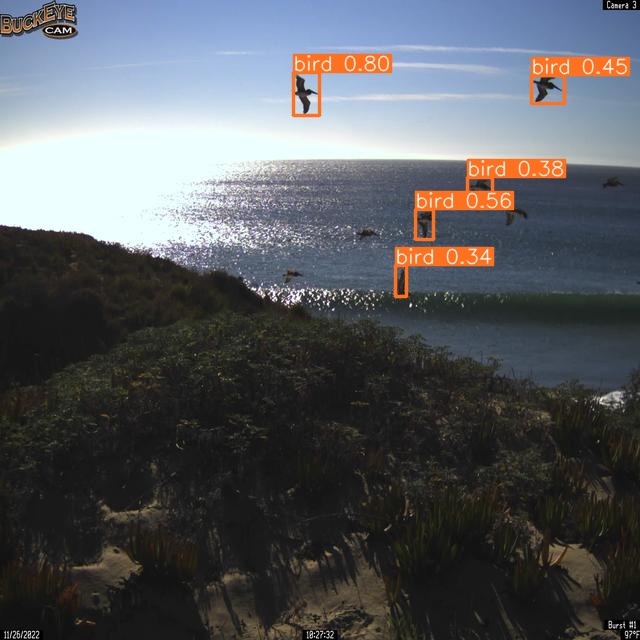 BUCKEYE
CAM
Camera 3
bird 0.80
bird 0.45
bird 0.38
bird 0.56
bird 0.34
11/26/2022
10:27:32
Burst #1